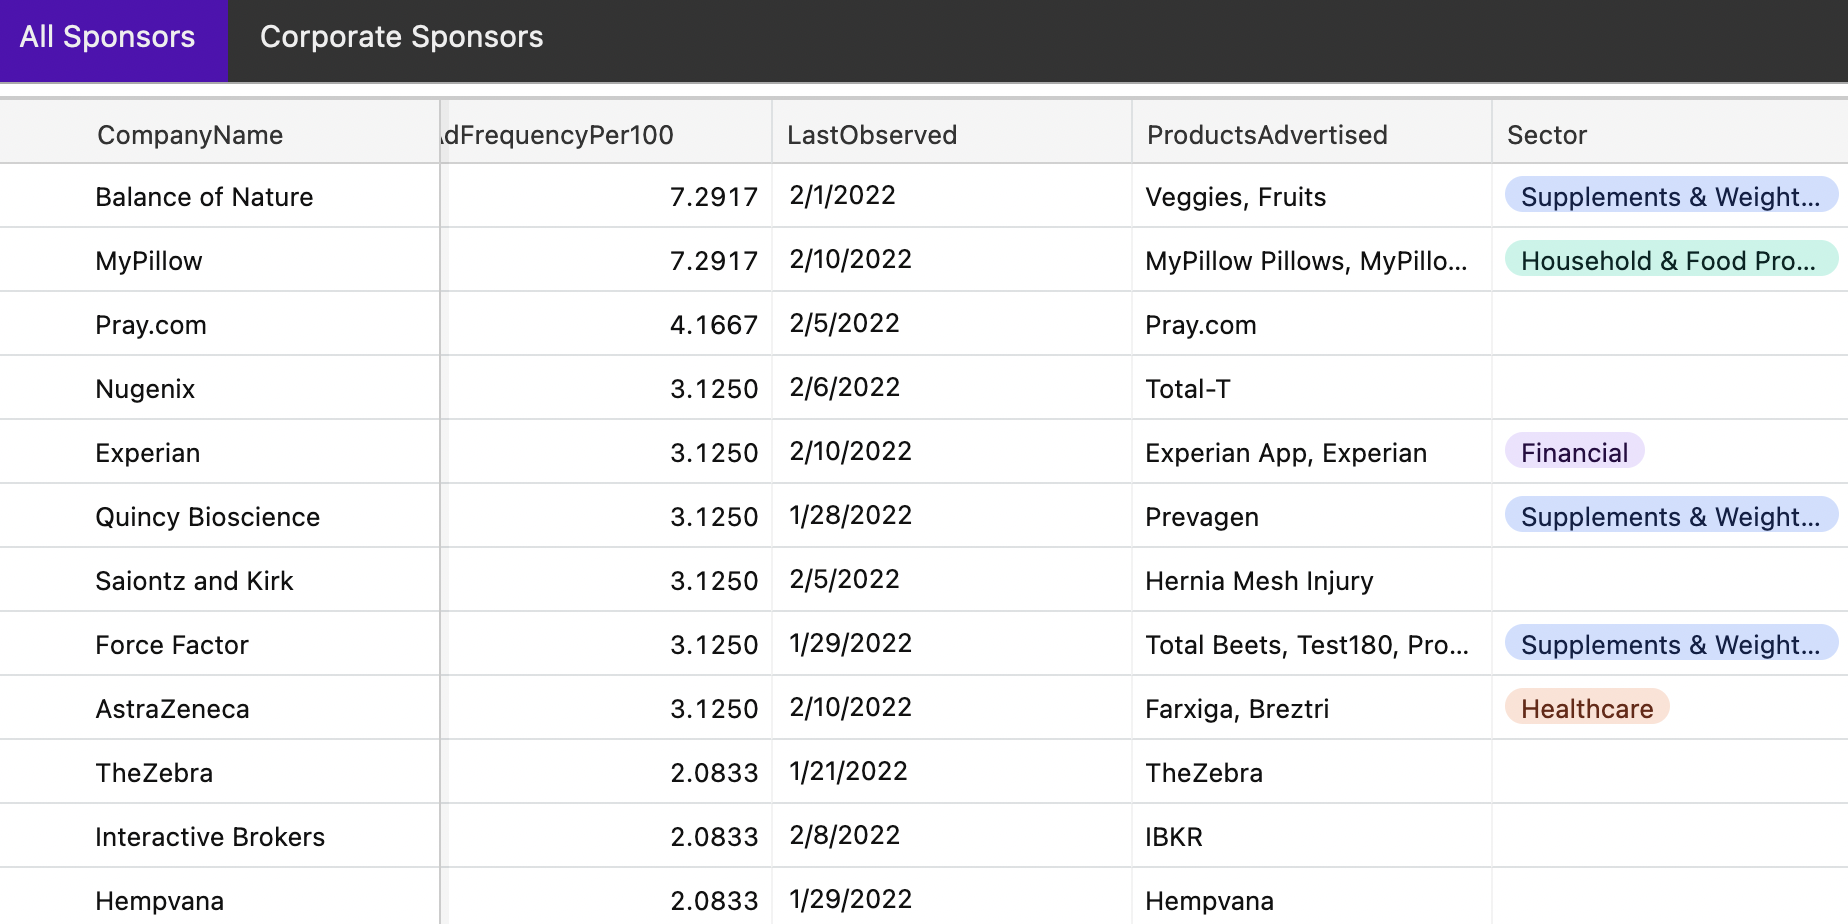 All Sponsors Corporate Sponsors
CompanyName dFrequencyPer100 LastObserved ProductsAdvertised Sector
Balance of Nature 7.2917 2/1/2022 Veggies, Fruits Supplements & Weight...
MyPillow 7.2917 2/10/2022 MyPillow Pillows, MyPillo... Household & Food Pro...
Pray.com 4.1667 2/5/2022 Pray.com
Nugenix 3.1250 2/6/2022 Total-T
Experian 3.1250 2/10/2022 Experian App, Experian Financial
Quincy Bioscience 3.1250 1/28/2022 Prevagen Supplements & Weight...
Saiontz and Kirk 3.1250 2/5/2022 Hernia Mesh Injury
Force Factor 3.1250 1/29/2022 Total Beets, Test180, Pro... Supplements & Weight...
AstraZeneca 3.1250 2/10/2022 Farxiga, Breztri Healthcare
TheZebra 2.0833 1/21/2022 TheZebra
Interactive Brokers 2.0833 2/8/2022 IBKR
Hempvana 2.0833 1/29/2022 Hempvana